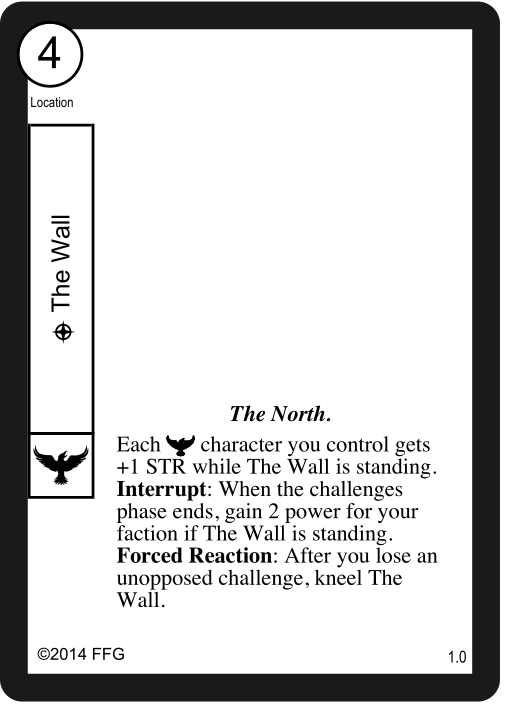 4
Location
The Wall
The North.
Each character you control gets
+1 STR while The Wall is standing.
Interrupt: When the challenges
phase ends, gain 2 power for your
faction if The Wall is standing.
Forced Reaction: After you lose an
unopposed challenge, kneel The
Wall.
©2014 FFG
1.0